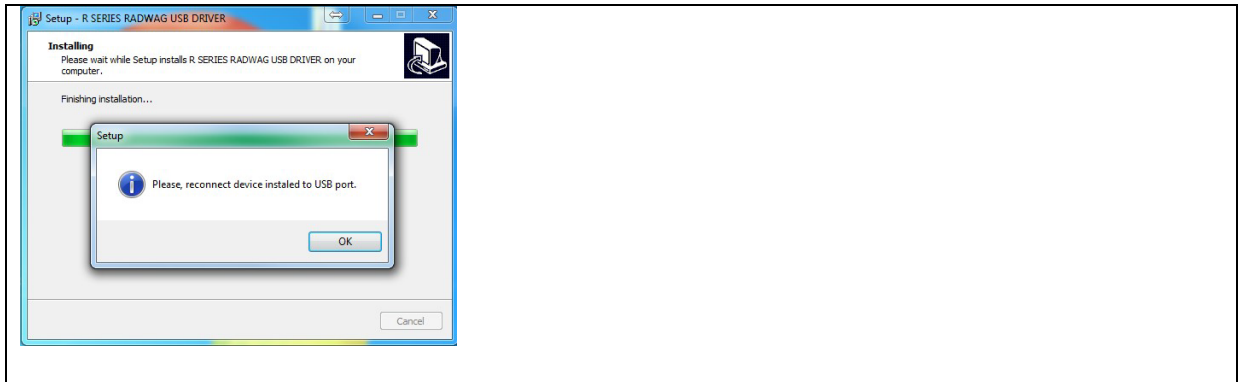 Setup - R SERIES RADWAG USB DRIVER
Installing
Please wait while Setup installs R SERIES RADWAG USB DRIVER on your
computer.
Finishing installation...
Setup
Please, reconnect device instaled to USB port.
OK
Cancel